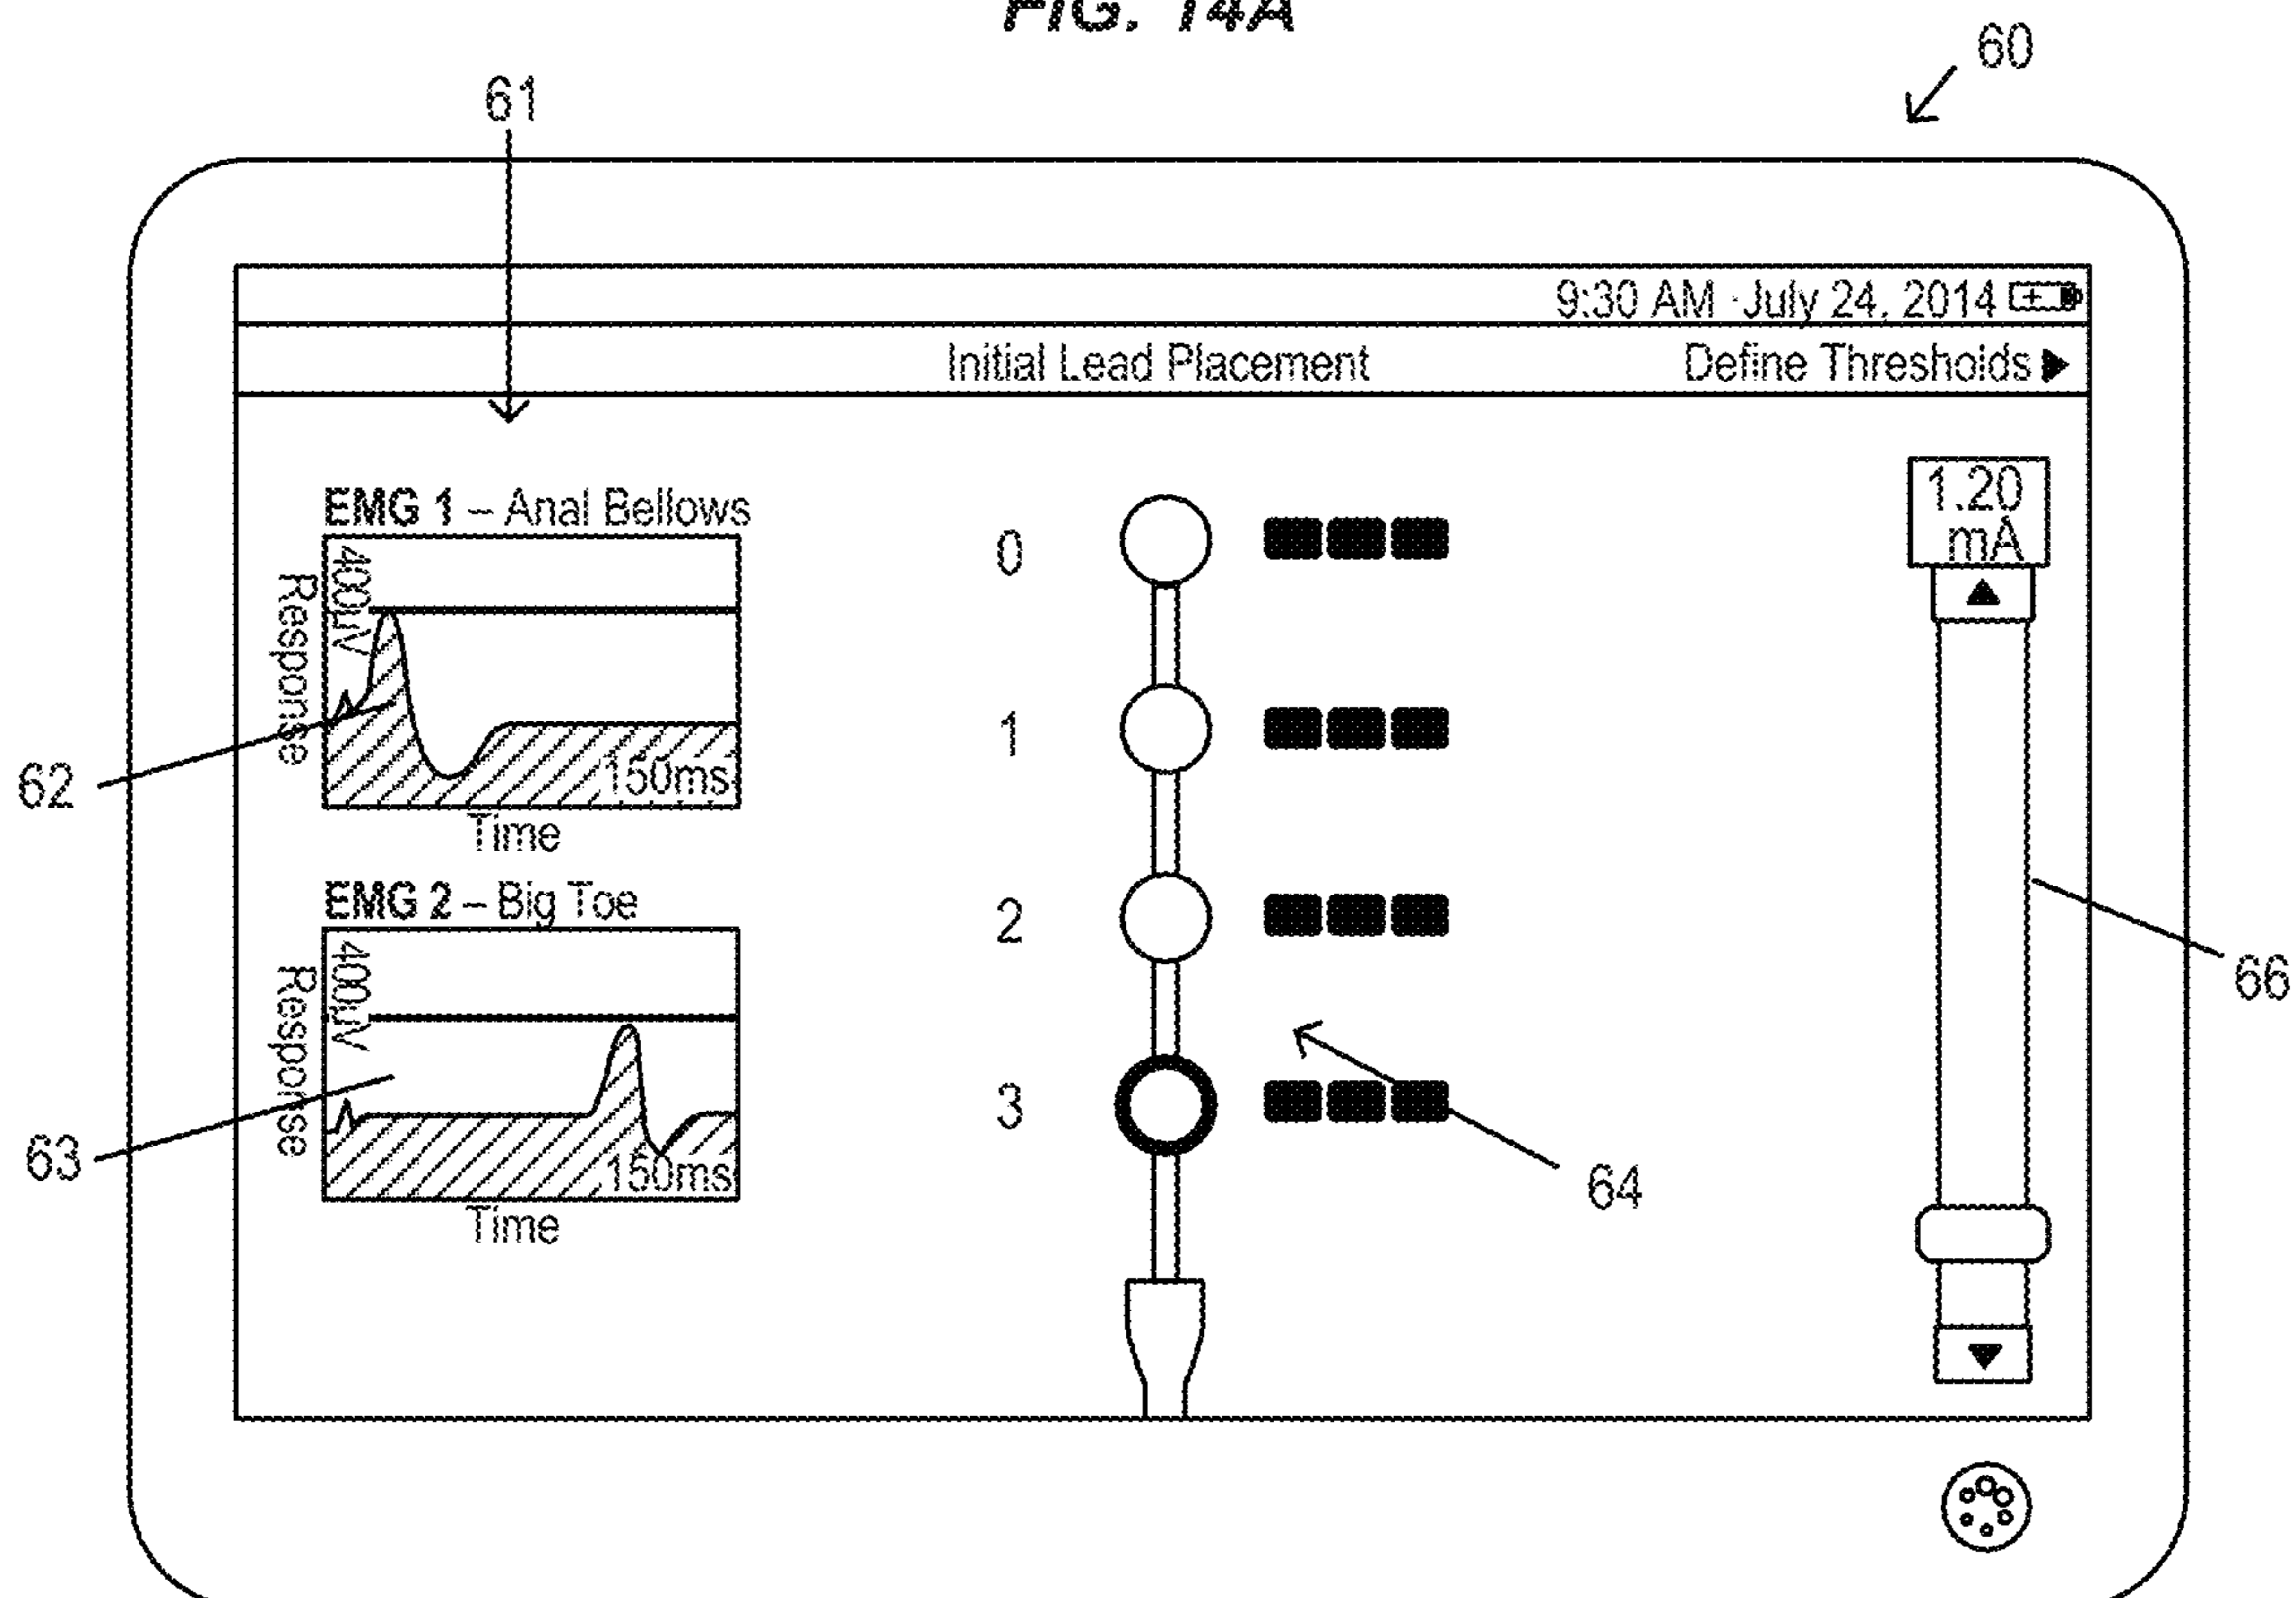 FIG. 14A
60
61
9:30 AM July 24, 2014
Initial Lead Placement
Define Thresholds ▶
1.20
mA
EMG 1 – Anal Bellows
400µV
Response
150ms
Time
62
EMG 2 – Big Toe
400µV
Response
150ms
Time
63
0
1
2
3
64
66